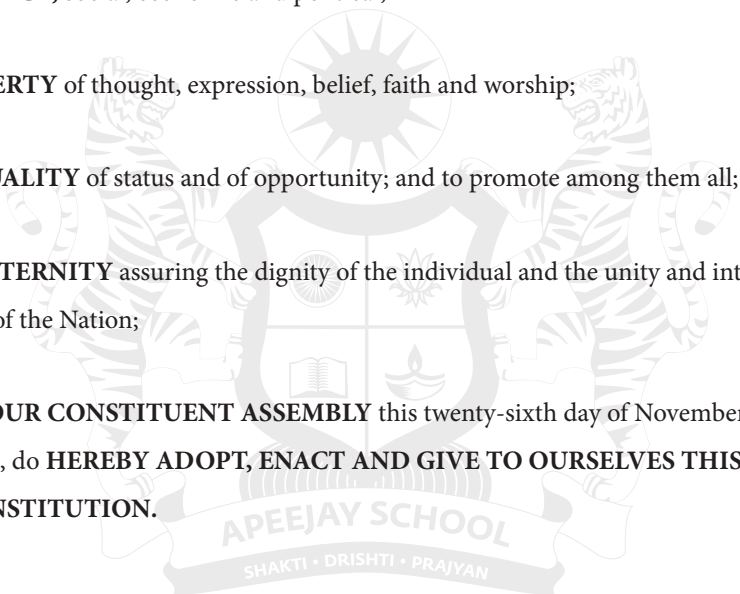 ERTY of thought, expression, belief, faith and worship;
UALITY of status and of opportunity; and to promote among them all;
TERNITY assuring the dignity of the individual and the unity and int
of the Nation;
OUR CONSTITUENT ASSEMBLY this twenty-sixth day of November
, do HEREBY ADOPT, ENACT AND GIVE TO OURSELVES THIS
NSTITUTION.
APEEJAY SCHOOL
SHAKTI • DRISHTI • PRAJYAN